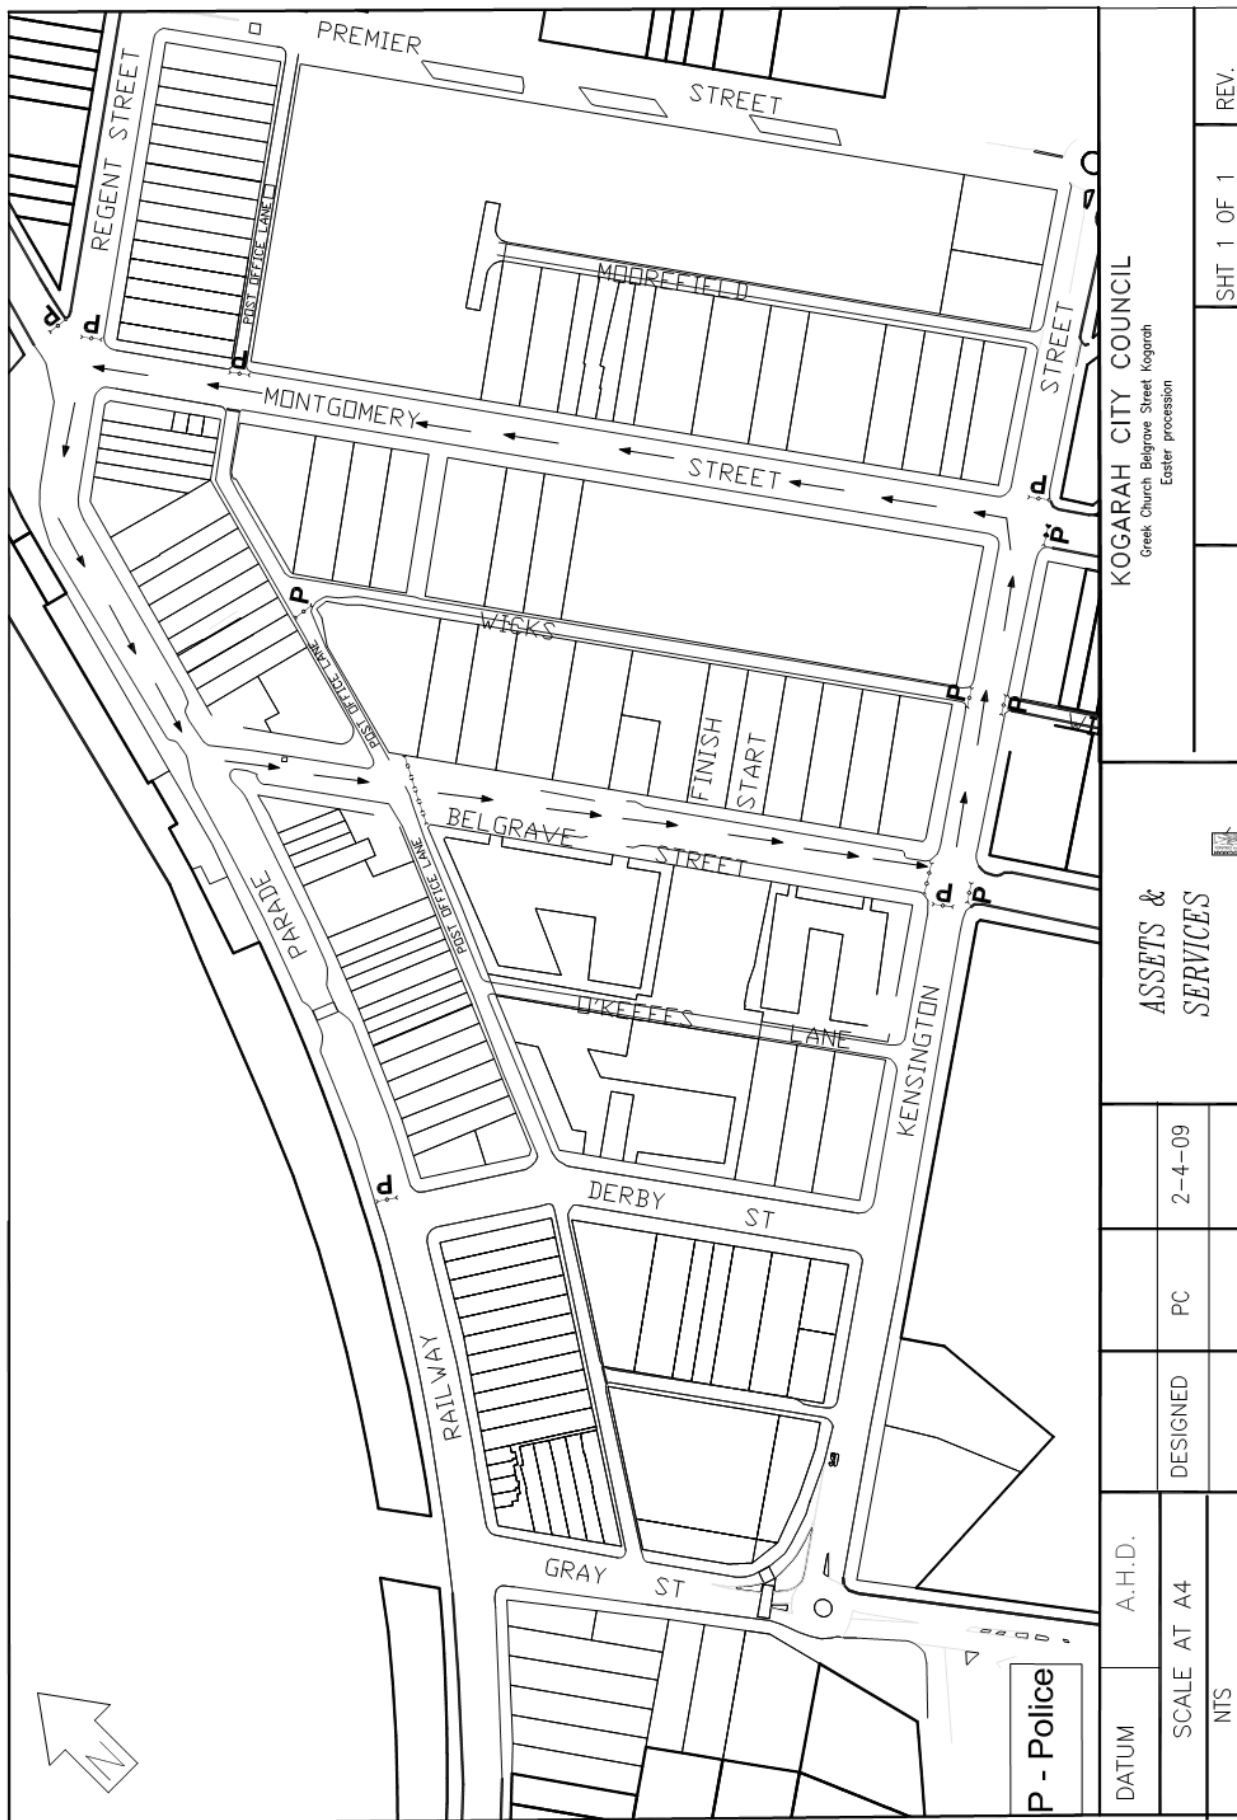 PREMIER
STREET
REGENT STREET
POST OFFICE LANE
MOOREFIELD
STREET
MONTGOMERY
STREET
WICKS
POST OFFICE LANE
FINISH
START
BELGRAVE
STREET
PARADE
POST OFFICE LANE
O'KEEFES
LANE
KENSINGTON
DERBY
ST
RAILWAY
GRAY
ST
P
P
P
P
P
P
P
P
P
P
P
P
N
P - Police
KOGARAH CITY COUNCIL
Greek Church Belgrave Street Kogarah
Easter procession
SHT 1 OF 1
REV.
ASSETS &
SERVICES
DESIGNED
PC
2-4-09
DATUM
A.H.D.
SCALE AT A4
NTS